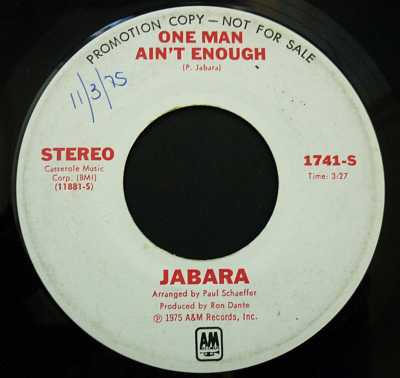 PROMOTION COPY — NOT FOR SALE
ONE MAN
AIN'T ENOUGH
(P. Jabara)
11/3/75
STEREO
Casserole Music
Corp. (BMI)
(11881-S)
1741-S
Time: 3:27
JABARA
Arranged by Paul Schaeffer
Produced by Ron Dante
℗ 1975 A&M Records, Inc.
AM